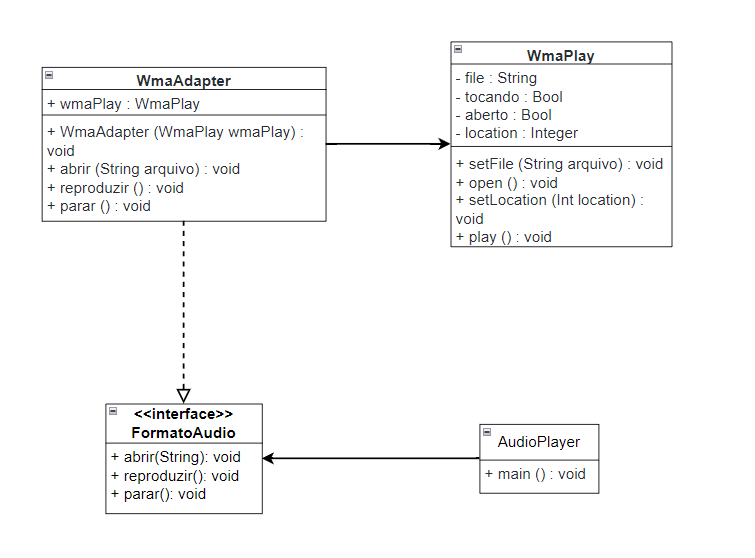 WmaAdapter
+ wmaPlay : WmaPlay
+ WmaAdapter (WmaPlay wmaPlay) :
void
+ abrir (String arquivo) : void
+ reproduzir () : void
+ parar () : void
WmaPlay
- file : String
- tocando : Bool
- aberto : Bool
- location : Integer
+ setFile (String arquivo) : void
+ open () : void
+ setLocation (Int location) :
void
+ play () : void
<<interface>>
FormatoAudio
+ abrir(String): void
+ reproduzir(): void
+ parar(): void
AudioPlayer
+ main () : void